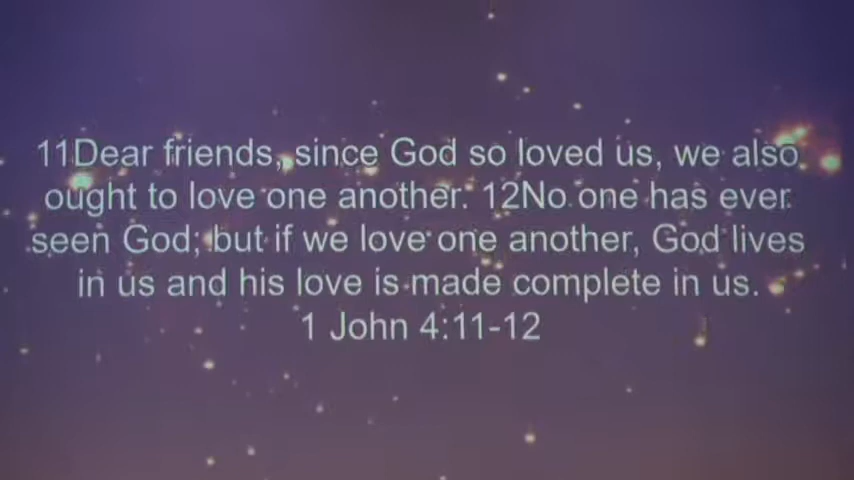 11Dear friends, since God so loved us, we also
ought to love one another. 12No one has ever
seen God; but if we love one another, God lives
in us and his love is made complete in us.
1 John 4:11-12